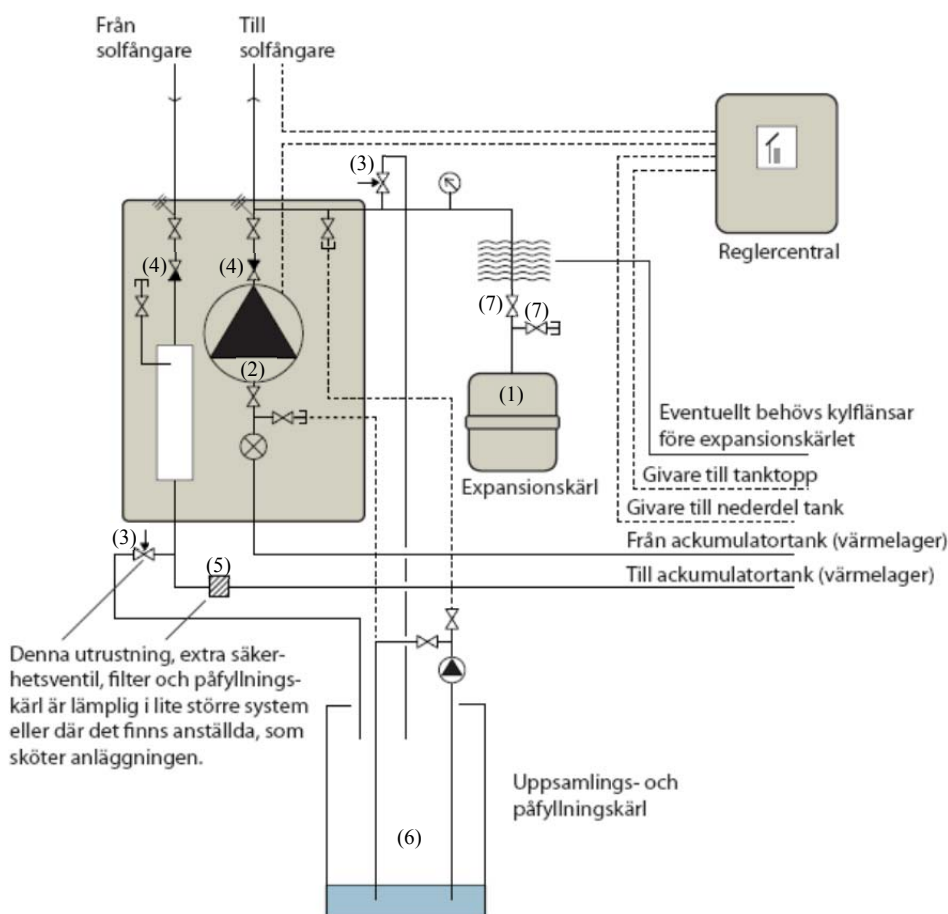 Från
solfångare
Till
solfångare
(3)
Reglercentral
(4)
(4)
(7)
(7)
(2)
(1)
Expansionskärl
Eventuellt behövs kylflänsar
före expansionskärlet
Givare till tanktopp
Givare till nederdel tank
Från ackumulatortank (värmelager)
Till ackumulatortank (värmelager)
(3)
(5)
Denna utrustning, extra säker-
hetsventil, filter och påfyllnings-
kärl är lämplig i lite större system
eller där det finns anställda, som
sköter anläggningen.
Uppsamlings- och
påfyllningskärl
(6)